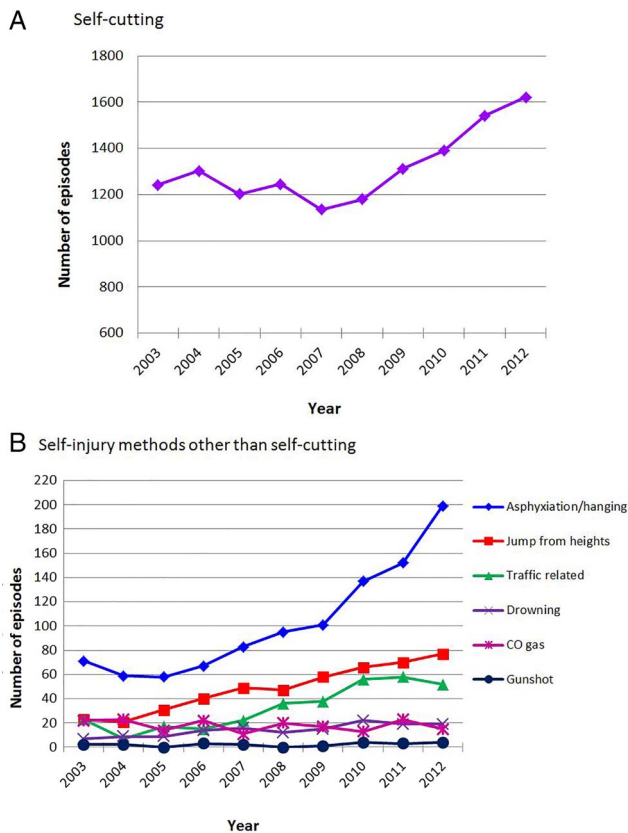 A
Self-cutting
1800
1600
1400
1200
1000
800
600
Number of episodes
2003 2004 2005 2006 2007 2008 2009 2010 2011 2012
Year
B
Self-injury methods other than self-cutting
220
200
180
160
140
120
100
80
60
40
20
0
Number of episodes
2003 2004 2005 2006 2007 2008 2009 2010 2011 2012
Year
Asphyxiation/hanging
Jump from heights
Traffic related
Drowning
CO gas
Gunshot